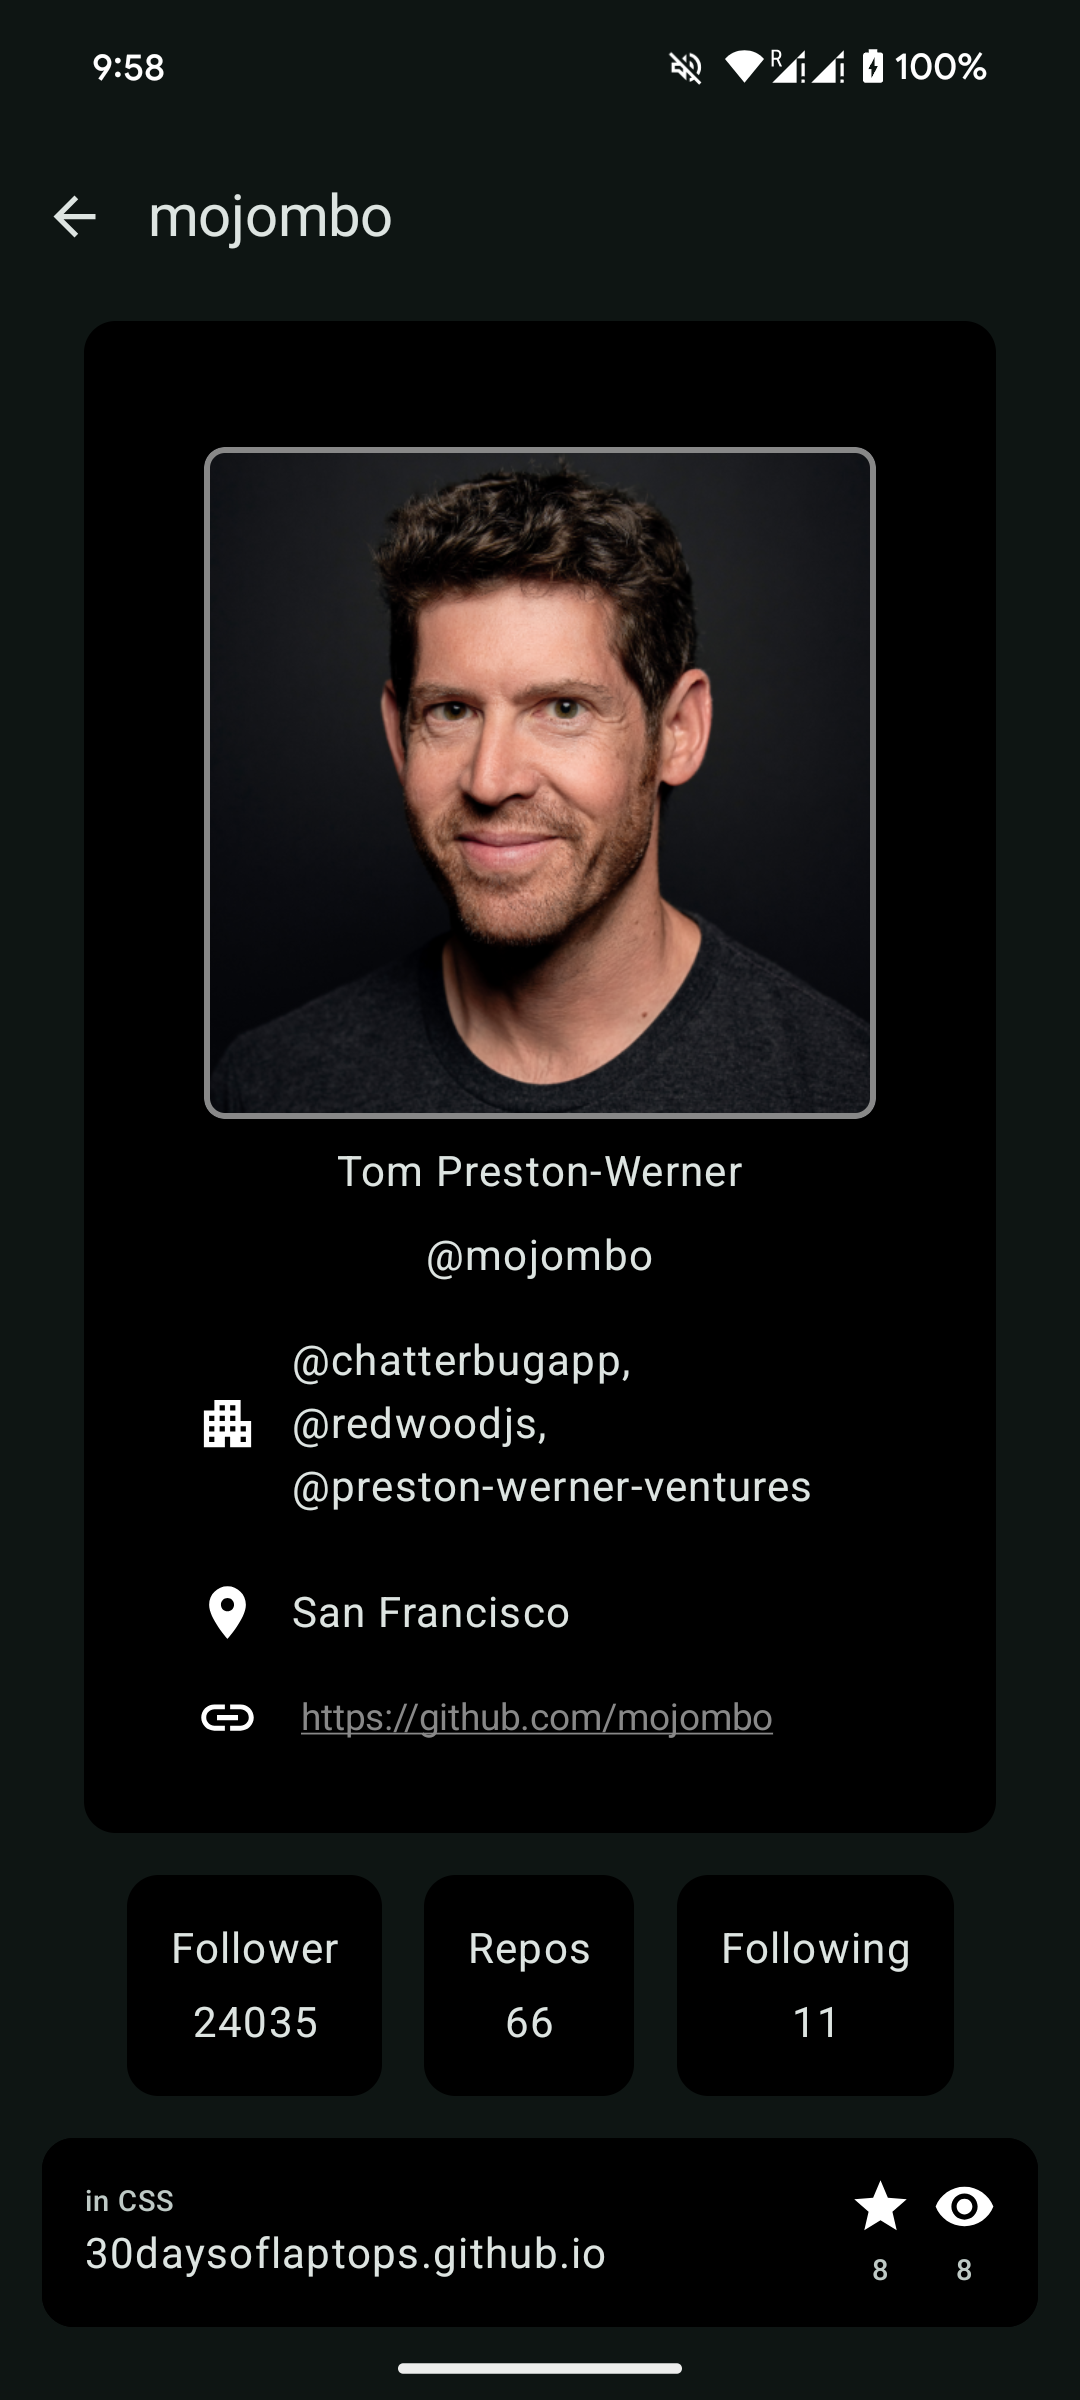 9:58
R
100%
mojombo
Tom Preston-Werner
@mojombo
@chatterbugapp,
@redwoodjs,
@preston-werner-ventures
San Francisco
https://github.com/mojombo
Follower
24035
Repos
66
Following
11
in CSS
30daysoflaptops.github.io
8
8